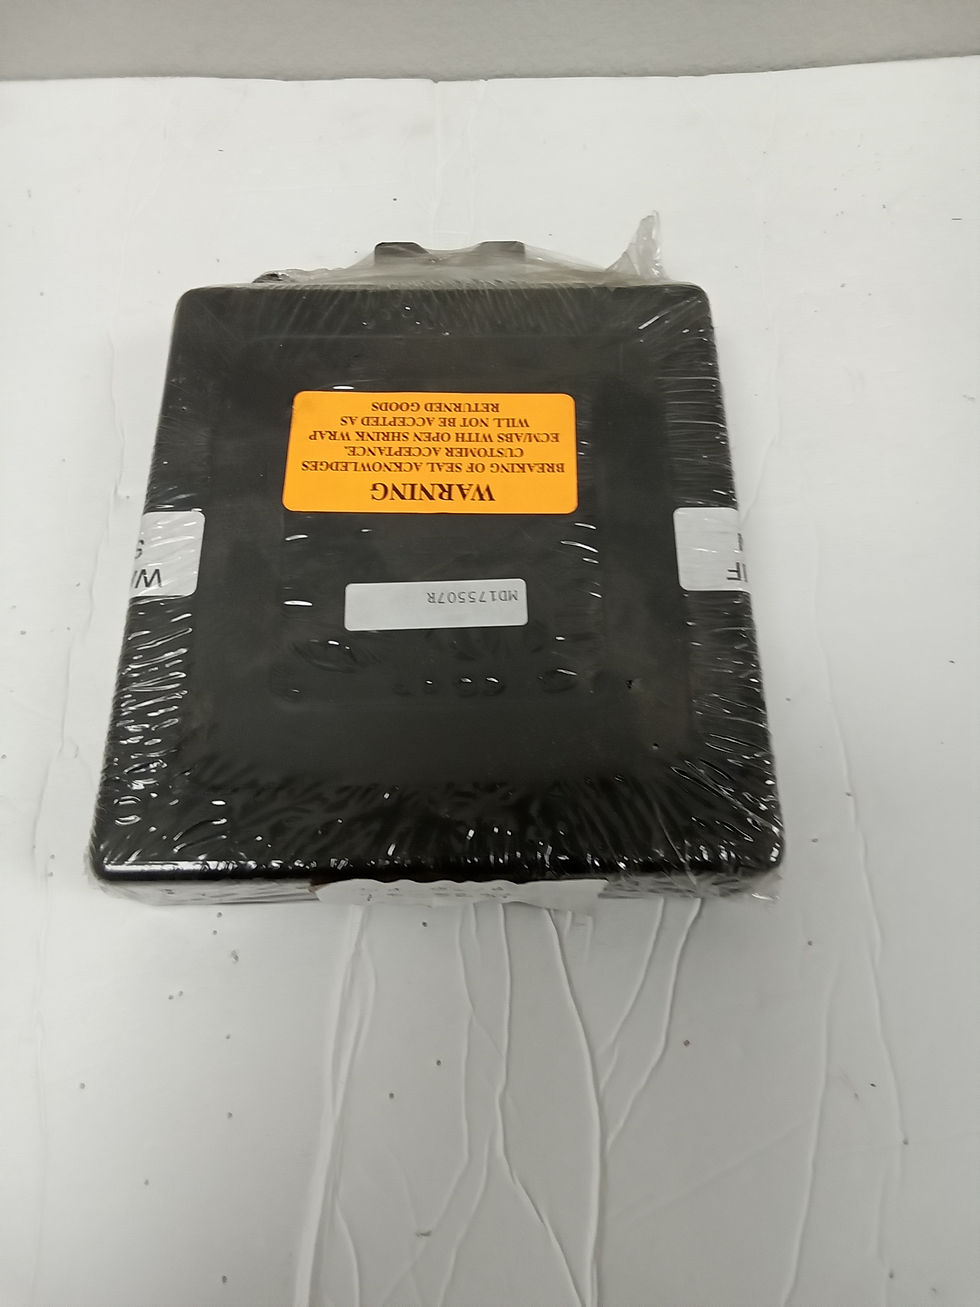 WARNING
BREAKING OF SEAL ACKNOWLEDGES
CUSTOMER ACCEPTANCE.
ECM/ABS WITH OPEN SHRINK WRAP
WILL NOT BE ACCEPTED AS
RETURNED GOODS
MD175507R